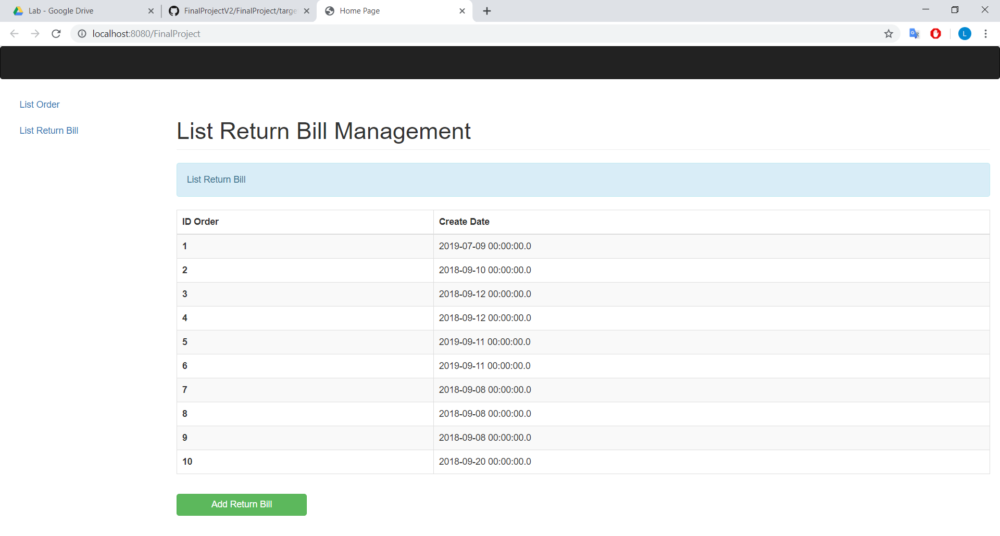 Lab - Google Drive
FinalProjectV2/FinalProject/targe
Home Page
localhost:8080/FinalProject
L
List Order
List Return Bill
List Return Bill Management
List Return Bill
ID Order Create Date
1 2019-07-09 00:00:00.0
2 2018-09-10 00:00:00.0
3 2018-09-12 00:00:00.0
4 2018-09-12 00:00:00.0
5 2019-09-11 00:00:00.0
6 2019-09-11 00:00:00.0
7 2018-09-08 00:00:00.0
8 2018-09-08 00:00:00.0
9 2018-09-08 00:00:00.0
10 2018-09-20 00:00:00.0
Add Return Bill